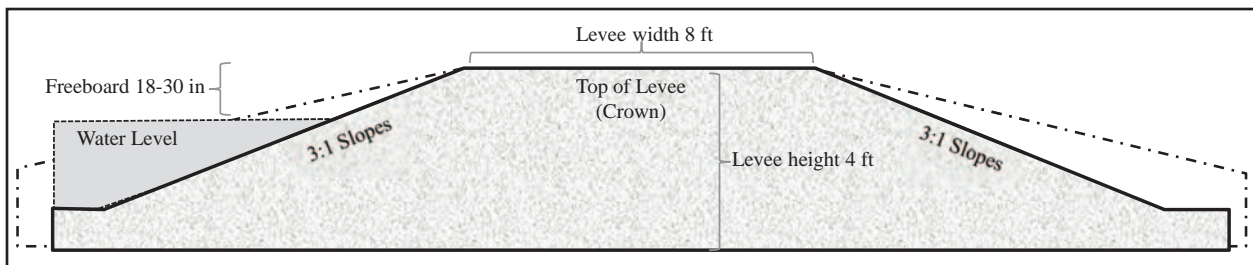 Levee width 8 ft
Freeboard 18-30 in
Top of Levee
(Crown)
Water Level
3:1 Slopes
3:1 Slopes
Levee height 4 ft